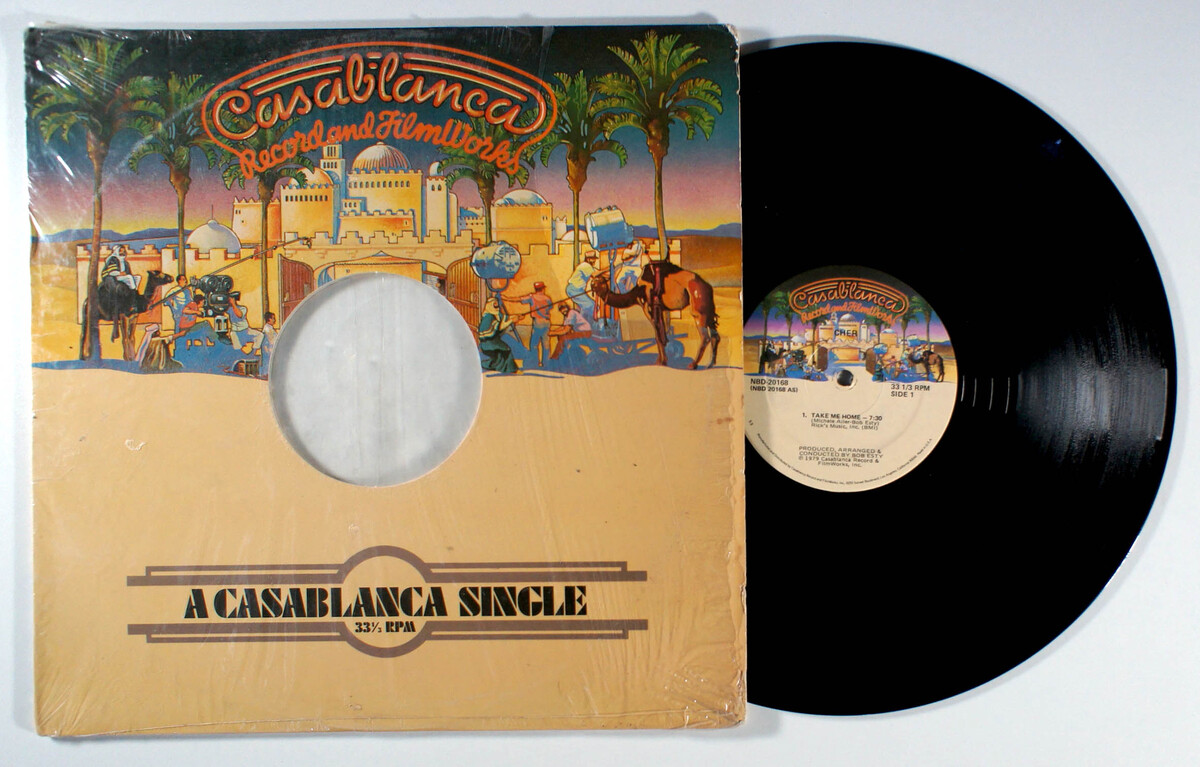 Casablanca
Record and FilmWorks
A CASABLANCA SINGLE
33⅓ RPM
Casablanca
Record and FilmWorks
CHER
NBD-20168
(NBD 20168 AS)
33 1/3 RPM
SIDE 1
1. TAKE ME HOME — 7:30
(Michele Aller-Bob Esty)
Rick's Music, Inc. (BMI)
PRODUCED, ARRANGED &
CONDUCTED BY BOB ESTY
℗ 1979 Casablanca Record &
FilmWorks, Inc.